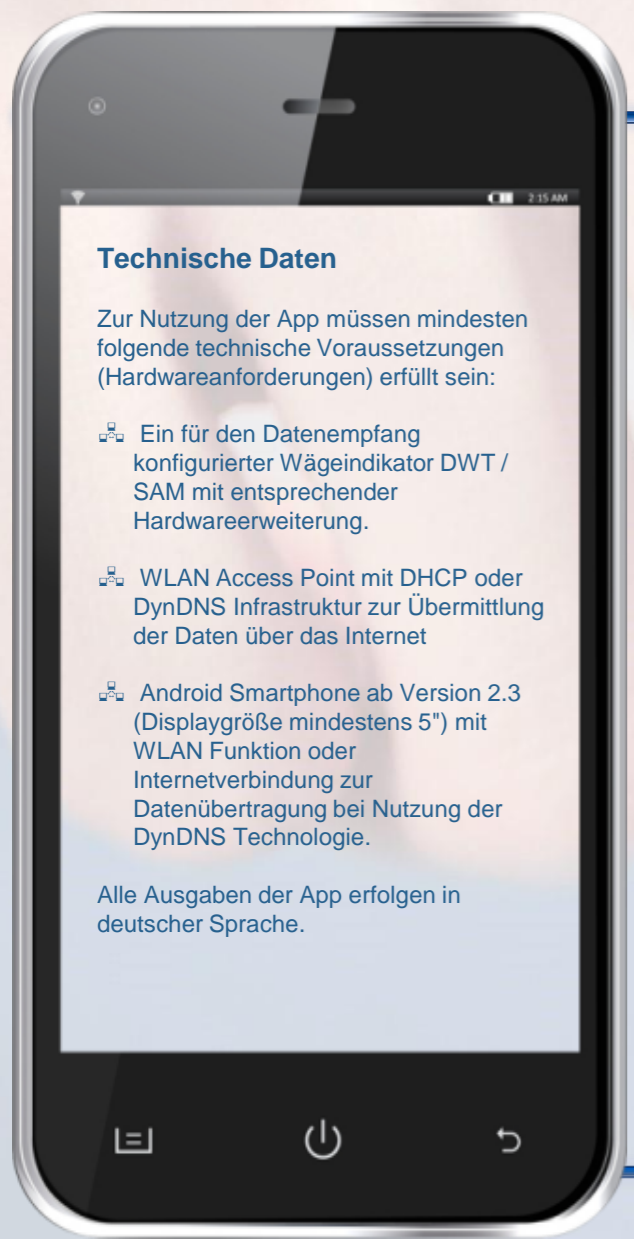 2:15 AM
Technische Daten
Zur Nutzung der App müssen mindesten
folgende technische Voraussetzungen
(Hardwareanforderungen) erfüllt sein:
Ein für den Datenempfang
konfigurierter Wägeindikator DWT /
SAM mit entsprechender
Hardwareerweiterung.
WLAN Access Point mit DHCP oder
DynDNS Infrastruktur zur Übermittlung
der Daten über das Internet
Android Smartphone ab Version 2.3
(Displaygröße mindestens 5") mit
WLAN Funktion oder
Internetverbindung zur
Datenübertragung bei Nutzung der
DynDNS Technologie.
Alle Ausgaben der App erfolgen in
deutscher Sprache.